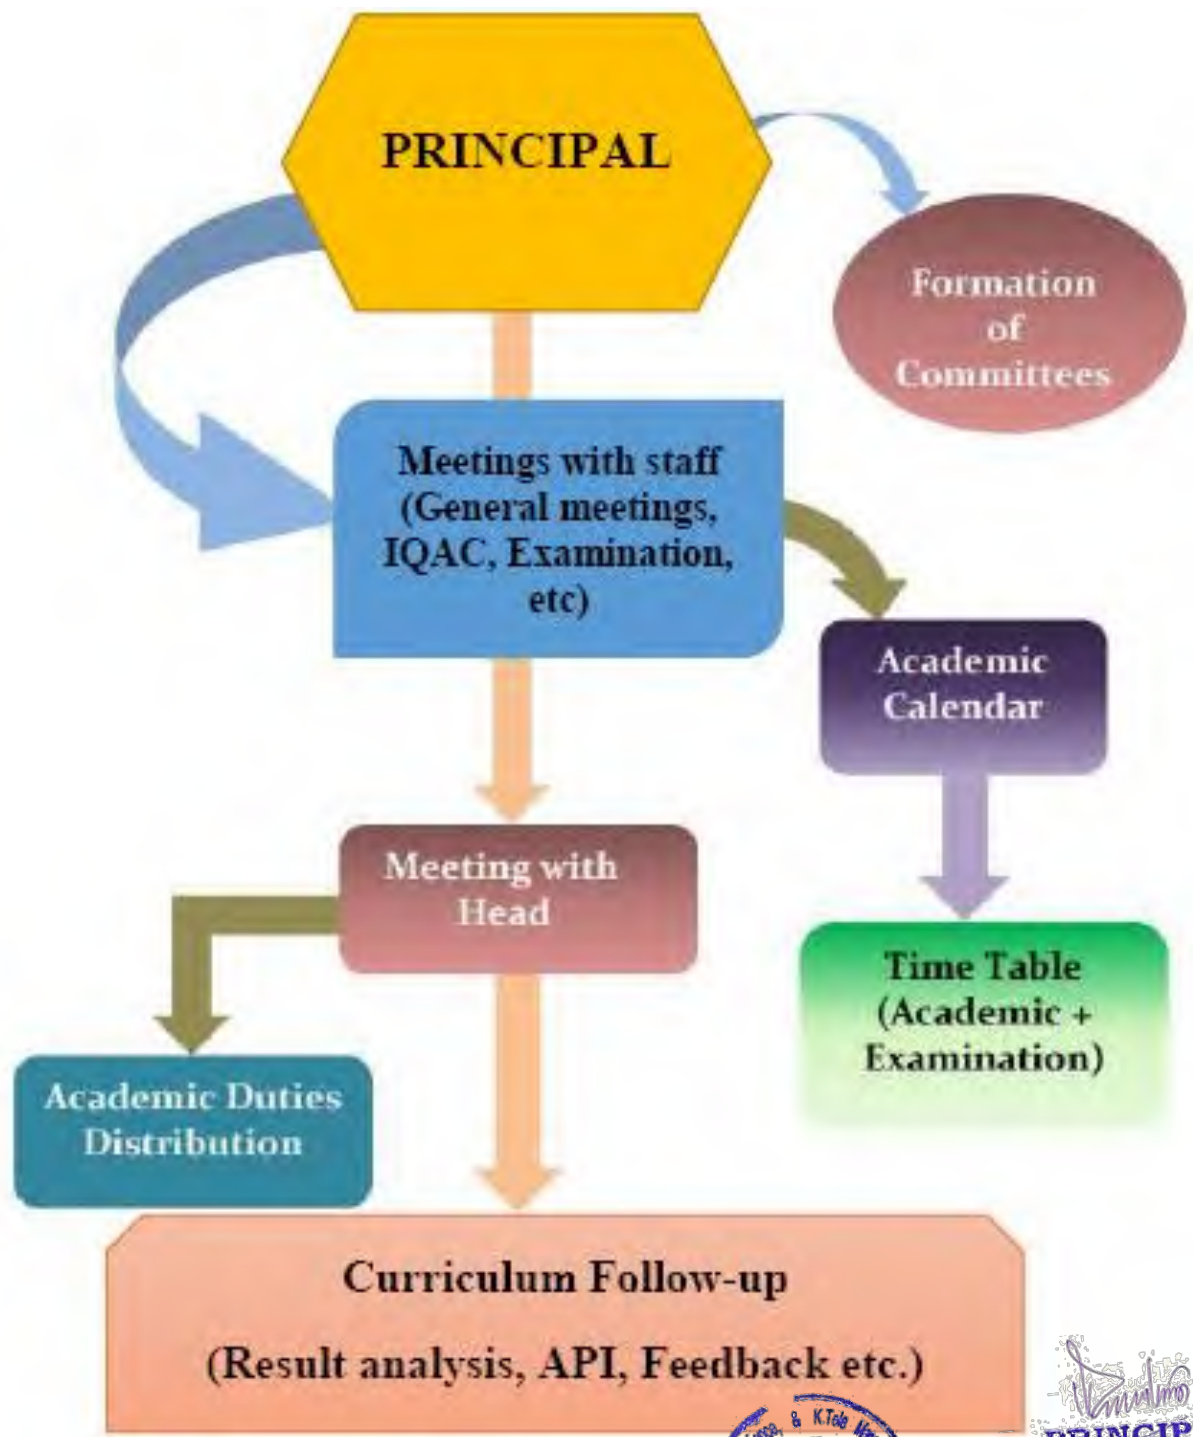 PRINCIPAL
Formation
of
Committees
Meetings with staff
(General meetings,
IQAC, Examination,
etc)
Academic
Calendar
Meeting with
Head
Time Table
(Academic +
Examination)
Academic Duties
Distribution
Curriculum Follow-up
(Result analysis, API, Feedback etc.)
& K.Tele